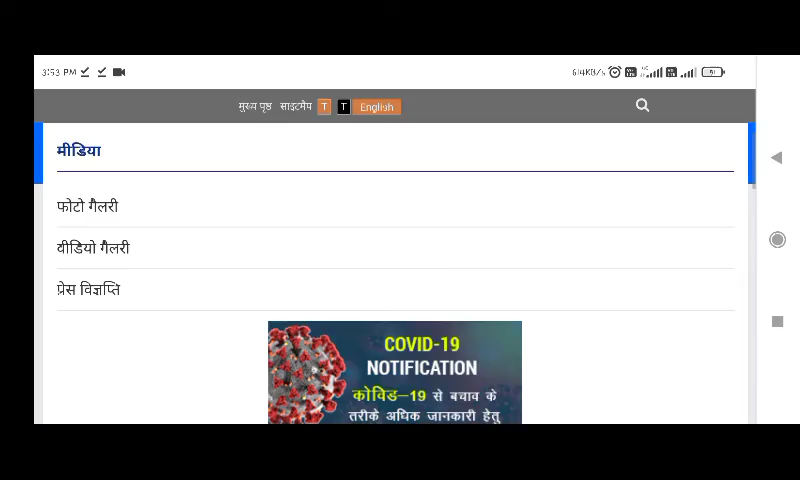 3:53 PM
मुख्य पृष्ठ साइटमैप T T English
मीडिया
फोटो गैलरी
वीडियो गैलरी
प्रेस विज्ञप्ति
COVID-19
NOTIFICATION
कोविड–19 से बचाव के
तरीके अधिक जानकारी हेतु